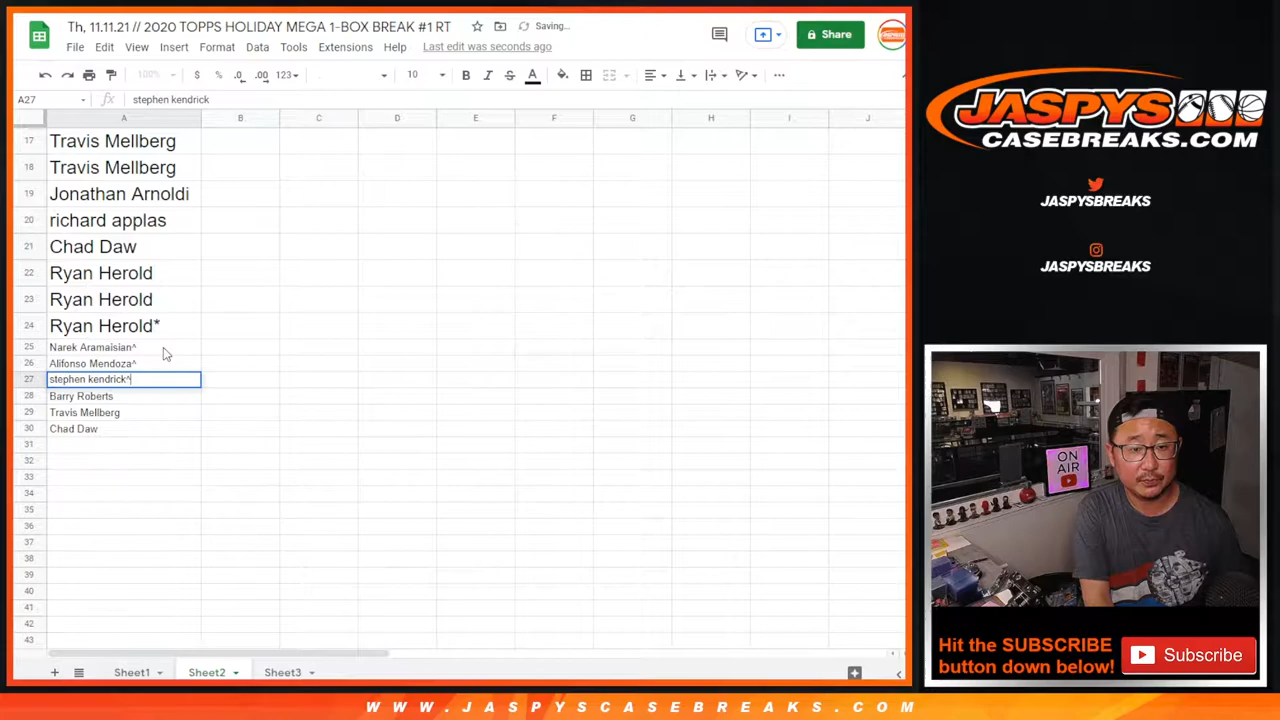 Th, 11.11.21 // 2020 TOPPS HOLIDAY MEGA 1-BOX BREAK #1 RT
Saving...
File Edit View Insert Format Data Tools Extensions Help Last edit was seconds ago
Share
100% $ % .0 .00 123 10 B I S A
A27 fx stephen kendrick
A B C D E F G H I J
17 Travis Mellberg
18 Travis Mellberg
19 Jonathan Arnoldi
20 richard applas
21 Chad Daw
22 Ryan Herold
23 Ryan Herold
24 Ryan Herold*
25 Narek Aramaisian^
26 Alifonso Mendoza^
27 stephen kendrick^
28 Barry Roberts
29 Travis Mellberg
30 Chad Daw
31
32
33
34
35
36
37
38
39
40
41
42
43
Sheet1 Sheet2 Sheet3
JASPYS
CASEBREAKS.COM
JASPYSBREAKS
JASPYSBREAKS
ON
AIR
Hit the SUBSCRIBE
button down below!
Subscribe
WWW.JASPYSCASEBREAKS.COM